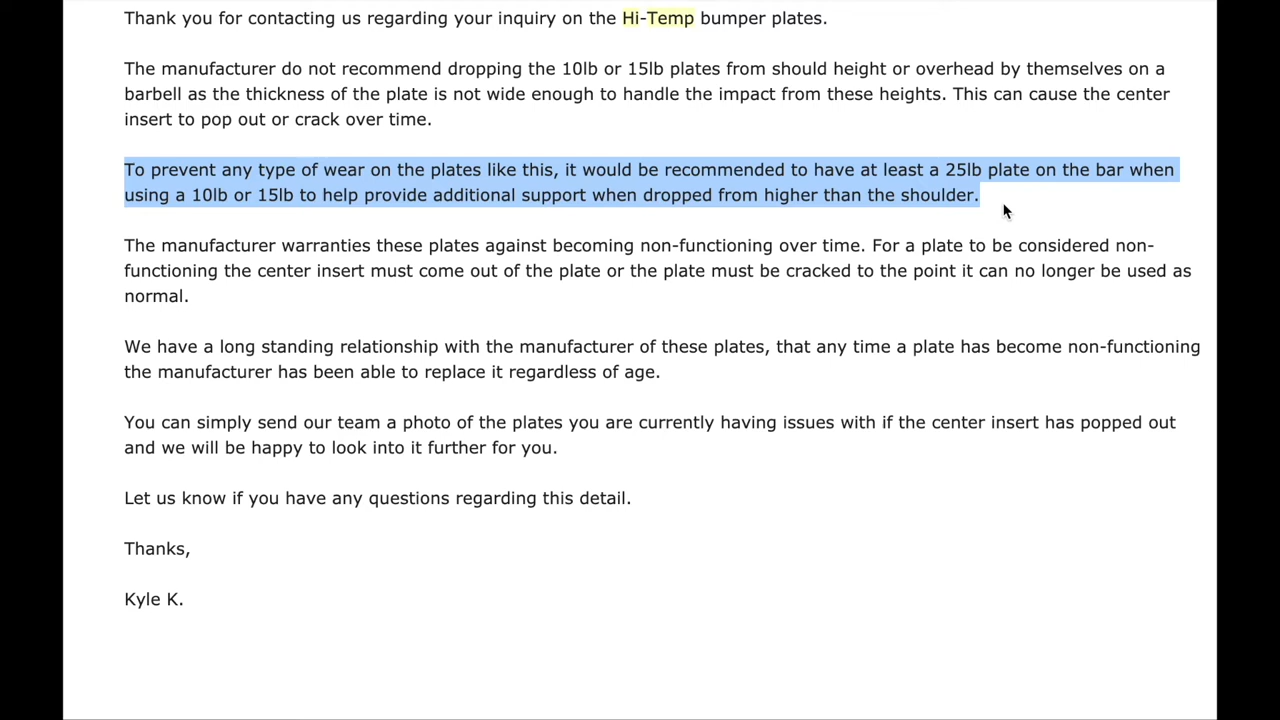 Thank you for contacting us regarding your inquiry on the Hi-Temp bumper plates.
The manufacturer do not recommend dropping the 10lb or 15lb plates from should height or overhead by themselves on a
barbell as the thickness of the plate is not wide enough to handle the impact from these heights. This can cause the center
insert to pop out or crack over time.
To prevent any type of wear on the plates like this, it would be recommended to have at least a 25lb plate on the bar when
using a 10lb or 15lb to help provide additional support when dropped from higher than the shoulder.
The manufacturer warranties these plates against becoming non-functioning over time. For a plate to be considered non-
functioning the center insert must come out of the plate or the plate must be cracked to the point it can no longer be used as
normal.
We have a long standing relationship with the manufacturer of these plates, that any time a plate has become non-functioning
the manufacturer has been able to replace it regardless of age.
You can simply send our team a photo of the plates you are currently having issues with if the center insert has popped out
and we will be happy to look into it further for you.
Let us know if you have any questions regarding this detail.
Thanks,
Kyle K.